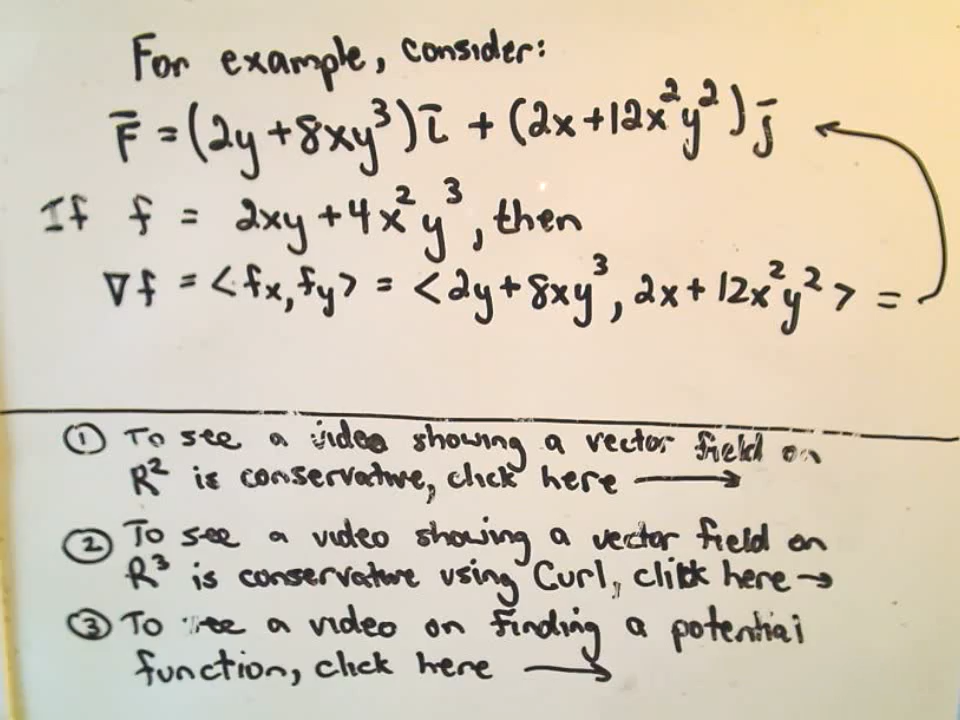 For example, consider:
F̄ = (2y + 8xy³) ī + (2x + 12x²y²) j̄
If f = 2xy + 4x²y³, then
∇f = <fx, fy> = <2y + 8xy³, 2x + 12x²y²> =
① To see a video showing a vector field on
R² is conservative, click here →
② To see a video showing a vector field on
R³ is conservative using Curl, click here →
③ To see a video on finding a potential
function, click here →